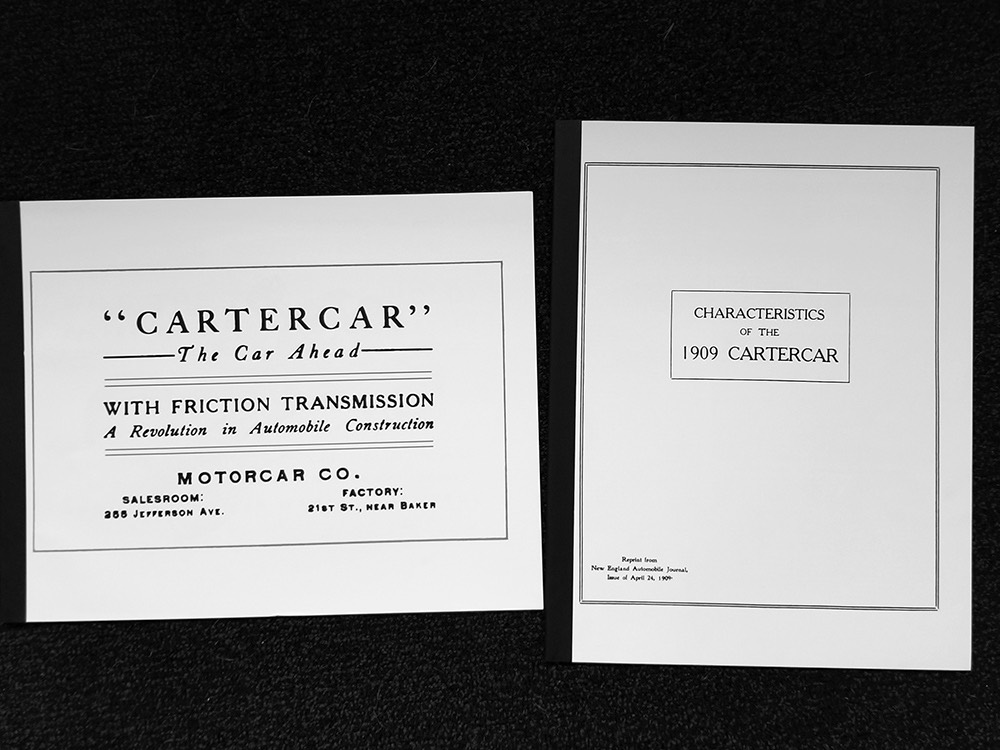 “CARTERCAR”
The Car Ahead
WITH FRICTION TRANSMISSION
A Revolution in Automobile Construction
MOTORCAR CO.
SALESROOM:
266 JEFFERSON AVE.
FACTORY:
21ST ST., NEAR BAKER
CHARACTERISTICS
OF THE
1909 CARTERCAR
Reprint from
New England Automobile Journal,
Issue of April 24, 1909.